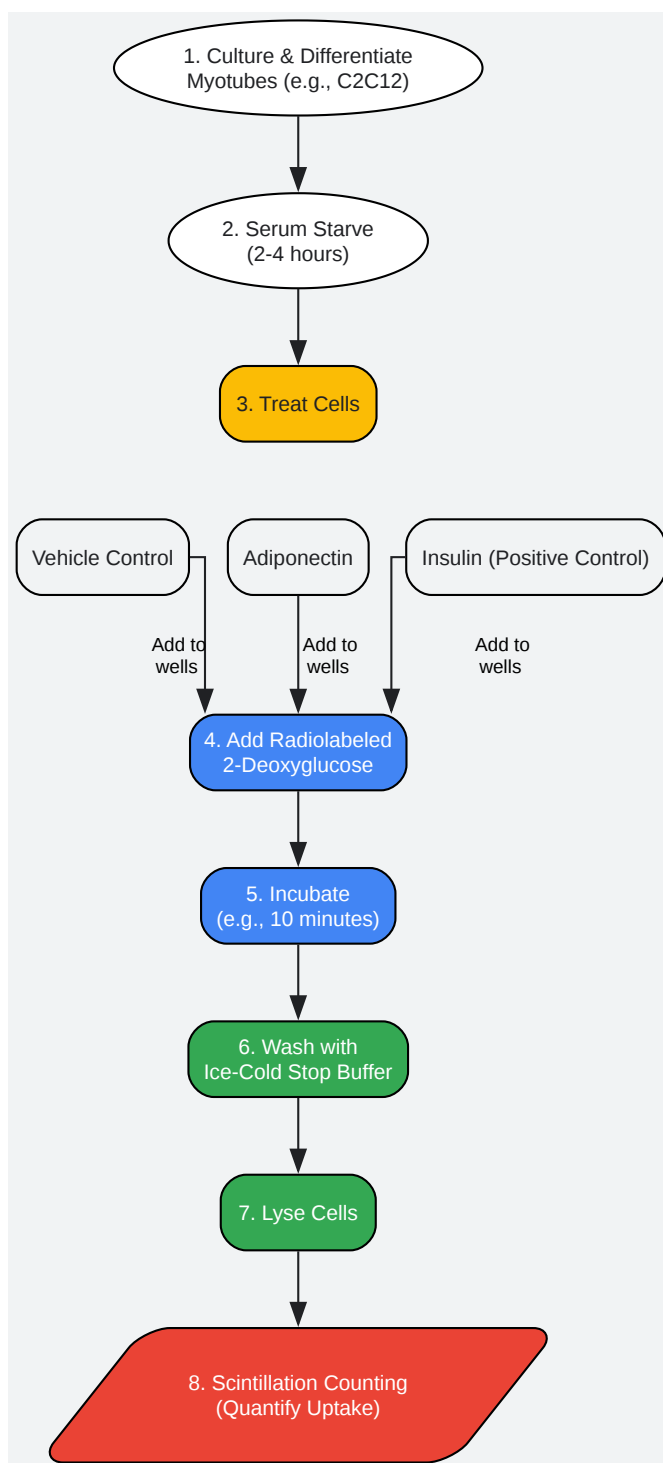 1. Culture & Differentiate
Myotubes (e.g., C2C12)
2. Serum Starve
(2-4 hours)
3. Treat Cells
Vehicle Control
Adiponectin
Insulin (Positive Control)
Add to
wells
Add to
wells
Add to
wells
4. Add Radiolabeled
2-Deoxyglucose
5. Incubate
(e.g., 10 minutes)
6. Wash with
Ice-Cold Stop Buffer
7. Lyse Cells
8. Scintillation Counting
(Quantify Uptake)